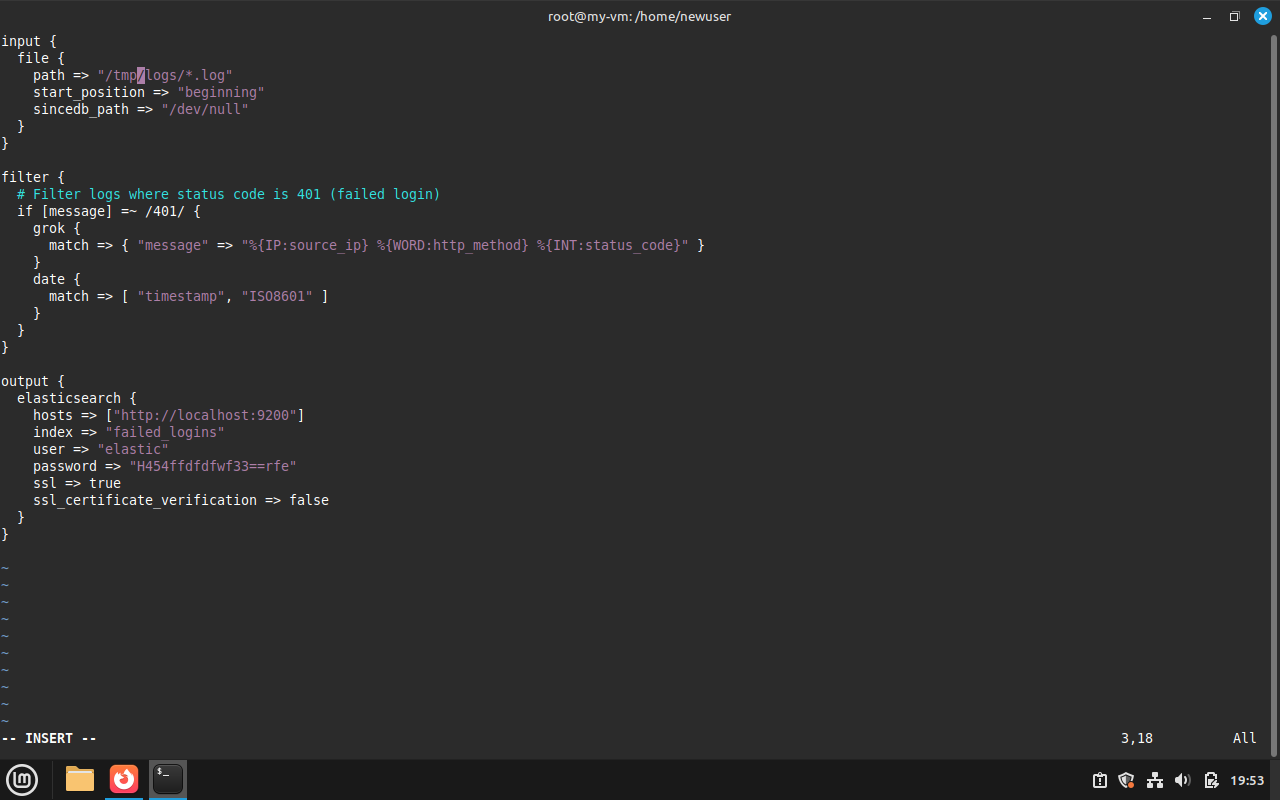 root@my-vm: /home/newuser
input {
  file {
    path => "/tmp/logs/*.log"
    start_position => "beginning"
    sincedb_path => "/dev/null"
  }
}

filter {
  # Filter logs where status code is 401 (failed login)
  if [message] =~ /401/ {
    grok {
      match => { "message" => "%{IP:source_ip} %{WORD:http_method} %{INT:status_code}" }
    }
    date {
      match => [ "timestamp", "ISO8601" ]
    }
  }
}

output {
  elasticsearch {
    hosts => ["http://localhost:9200"]
    index => "failed_logins"
    user => "elastic"
    password => "H454ffdfdfwf33==rfe"
    ssl => true
    ssl_certificate_verification => false
  }
}

~
~
~
~
~
~
~
~
~
~
-- INSERT -- 3,18 All
$_ 19:53